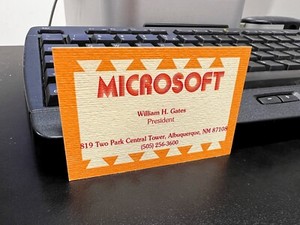 MICROSOFT
William H. Gates
President
819 Two Park Central Tower, Albuquerque, NM 87108
(505) 256-3600